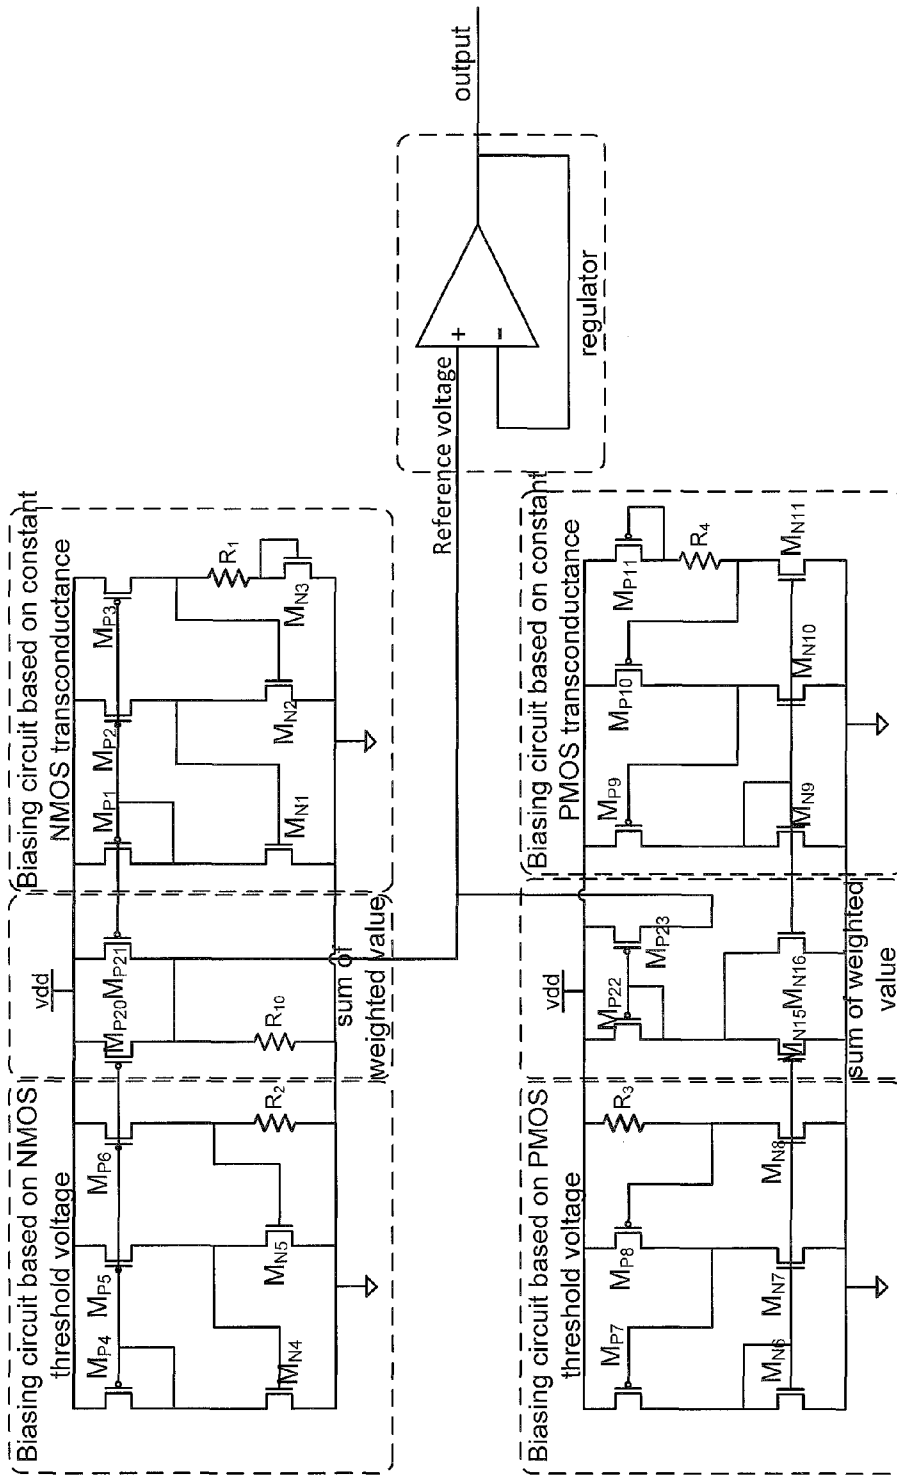 Biasing circuit based on NMOS
threshold voltage
M_P4
M_P5
M_P6
M_N4
M_N5
R_2
vdd
M_P20
M_P21
R_10
sum of
weighted value
Biasing circuit based on constant
NMOS transconductance
M_P1
M_P2
M_P3
M_N1
M_N2
R_1
M_N3
Reference voltage
+
-
regulator
output
Biasing circuit based on PMOS
threshold voltage
M_P7
M_P8
R_3
M_N6
M_N7
M_N8
vdd
M_P22
M_P23
M_N15
M_N16
sum of weighted
value
Biasing circuit based on constant
PMOS transconductance
M_P9
M_P10
M_P11
R_4
M_N9
M_N10
M_N11